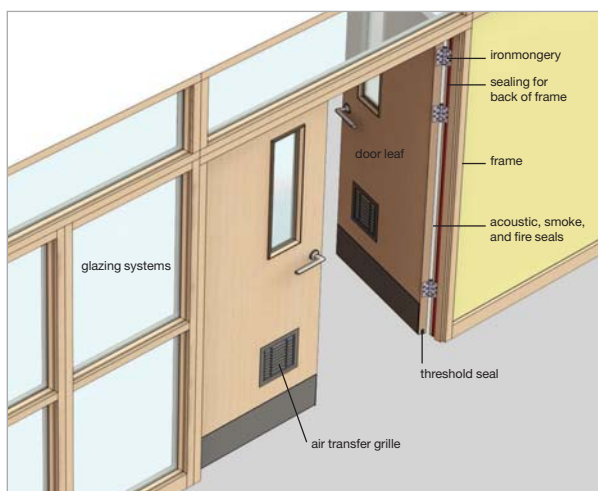 ironmongery
sealing for
back of frame
door leaf
frame
acoustic, smoke,
and fire seals
glazing systems
threshold seal
air transfer grille